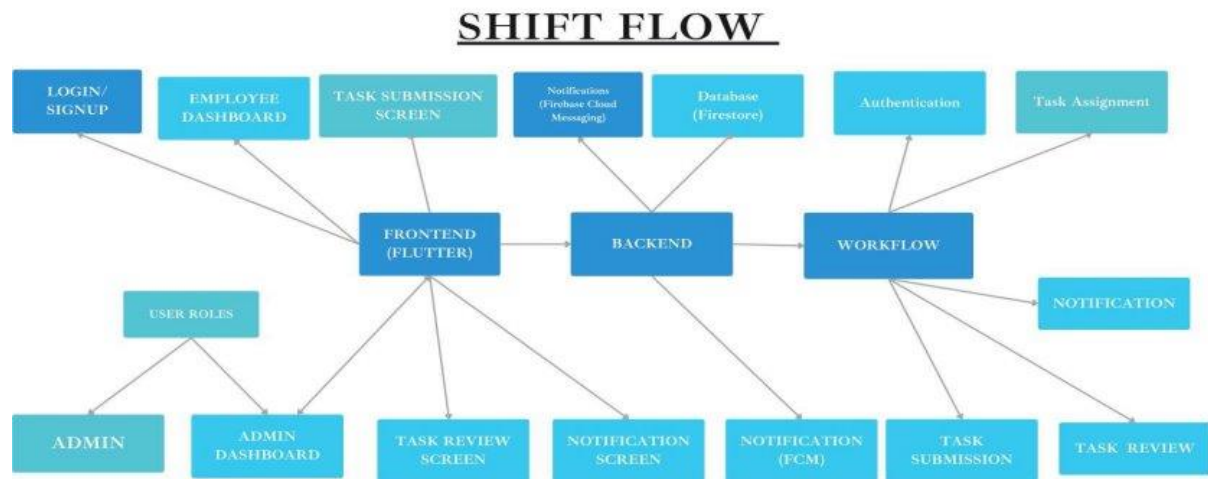 SHIFT FLOW
LOGIN/
SIGNUP
EMPLOYEE
DASHBOARD
TASK SUBMISSION
SCREEN
Notifications
(Firebase Cloud
Messaging)
Database
(Firestore)
Authentication
Task Assignment
FRONTEND
(FLUTTER)
BACKEND
WORKFLOW
USER ROLES
NOTIFICATION
ADMIN
ADMIN
DASHBOARD
TASK REVIEW
SCREEN
NOTIFICATION
SCREEN
NOTIFICATION
(FCM)
TASK
SUBMISSION
TASK REVIEW